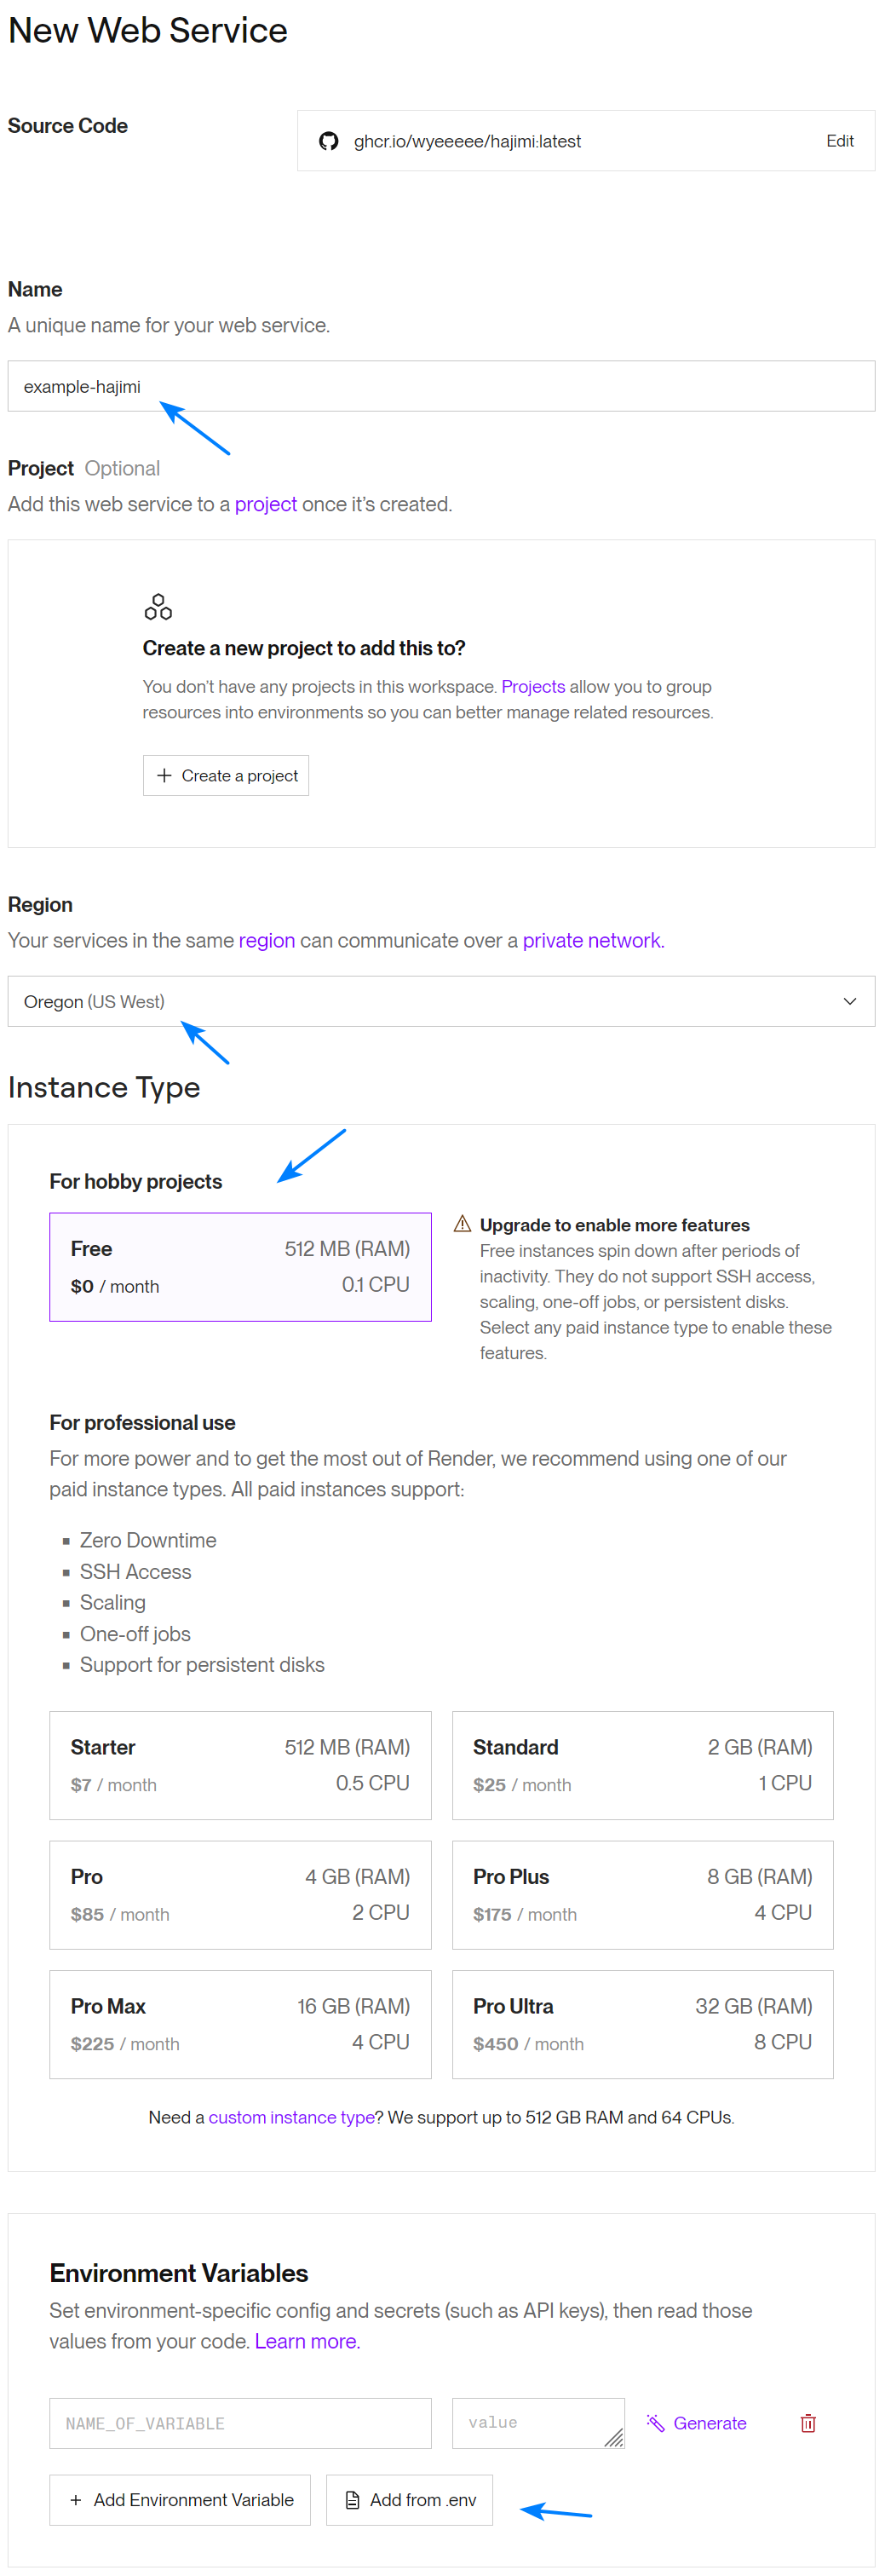 New Web Service
Source Code
ghcr.io/wyeeeee/hajimi:latest
Edit
Name
A unique name for your web service.
example-hajimi
Project Optional
Add this web service to a project once it’s created.
Create a new project to add this to?
You don’t have any projects in this workspace. Projects allow you to group
resources into environments so you can better manage related resources.
Create a project
Region
Your services in the same region can communicate over a private network.
Oregon (US West)
Instance Type
For hobby projects
Free 512 MB (RAM)
$0 / month 0.1 CPU
Upgrade to enable more features
Free instances spin down after periods of
inactivity. They do not support SSH access,
scaling, one-off jobs, or persistent disks.
Select any paid instance type to enable these
features.
For professional use
For more power and to get the most out of Render, we recommend using one of our
paid instance types. All paid instances support:
Zero Downtime
SSH Access
Scaling
One-off jobs
Support for persistent disks
Starter 512 MB (RAM)
$7 / month 0.5 CPU
Standard 2 GB (RAM)
$25 / month 1 CPU
Pro 4 GB (RAM)
$85 / month 2 CPU
Pro Plus 8 GB (RAM)
$175 / month 4 CPU
Pro Max 16 GB (RAM)
$225 / month 4 CPU
Pro Ultra 32 GB (RAM)
$450 / month 8 CPU
Need a custom instance type? We support up to 512 GB RAM and 64 CPUs.
Environment Variables
Set environment-specific config and secrets (such as API keys), then read those
values from your code. Learn more.
NAME_OF_VARIABLE
value
Generate
+ Add Environment Variable
Add from .env